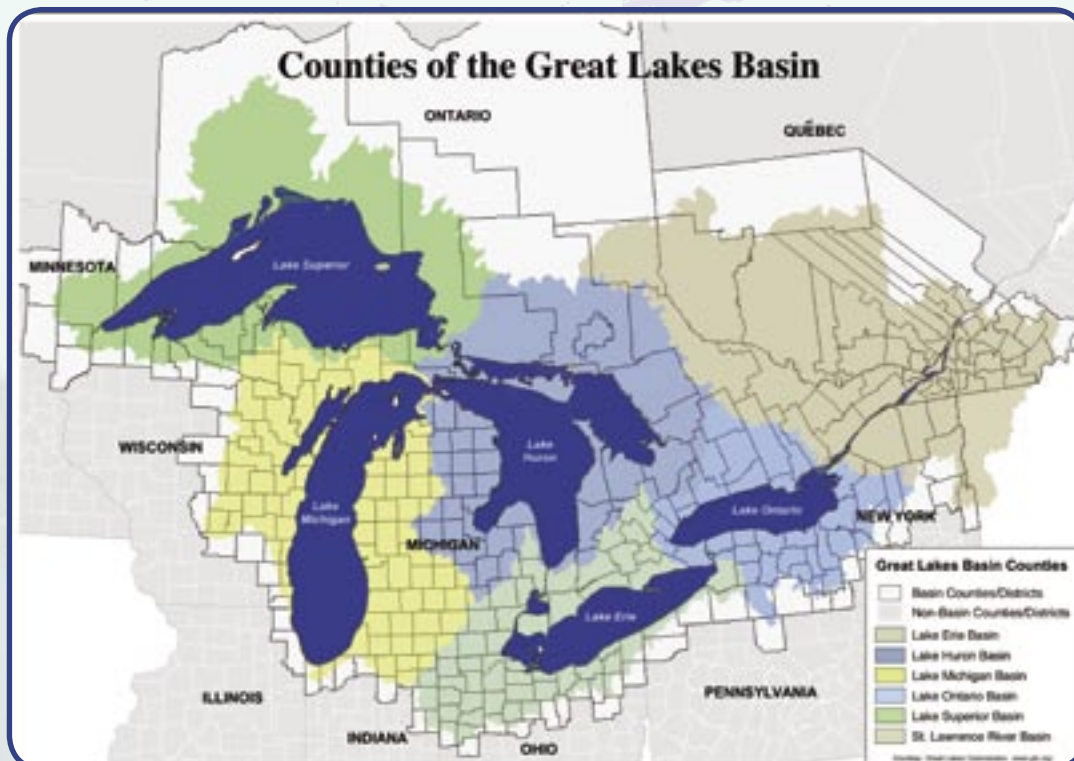 Counties of the Great Lakes Basin
ONTARIO
QUÉBEC
MINNESOTA
Lake Superior
WISCONSIN
Lake
Huron
Lake
Michigan
Lake Ontario
NEW YORK
MICHIGAN
Great Lakes Basin Counties
Basin Counties/Districts
Non-Basin Counties/Districts
Lake Erie Basin
Lake Huron Basin
Lake Michigan Basin
Lake Ontario Basin
Lake Superior Basin
St. Lawrence River Basin
Lake Erie
ILLINOIS
PENNSYLVANIA
INDIANA
OHIO